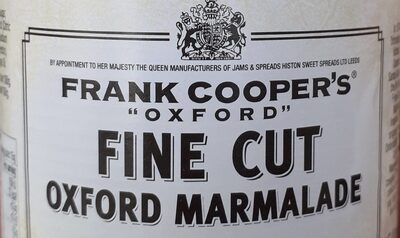 BY APPOINTMENT TO HER MAJESTY THE QUEEN MANUFACTURERS OF JAMS & SPREADS HISTON SWEET SPREADS LTD LEEDS
FRANK COOPER'S®
"OXFORD"
FINE CUT
OXFORD MARMALADE